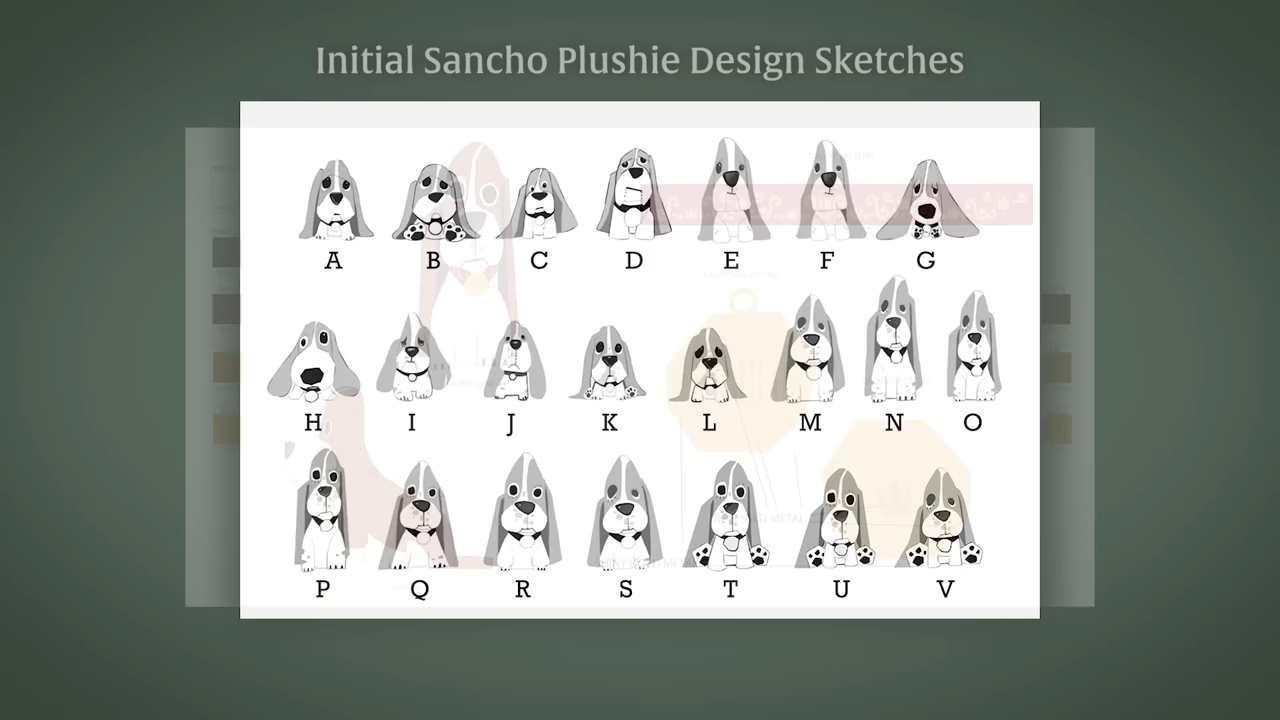 Initial Sancho Plushie Design Sketches
A B C D E F G
H I J K L M N O
P Q R S T U V